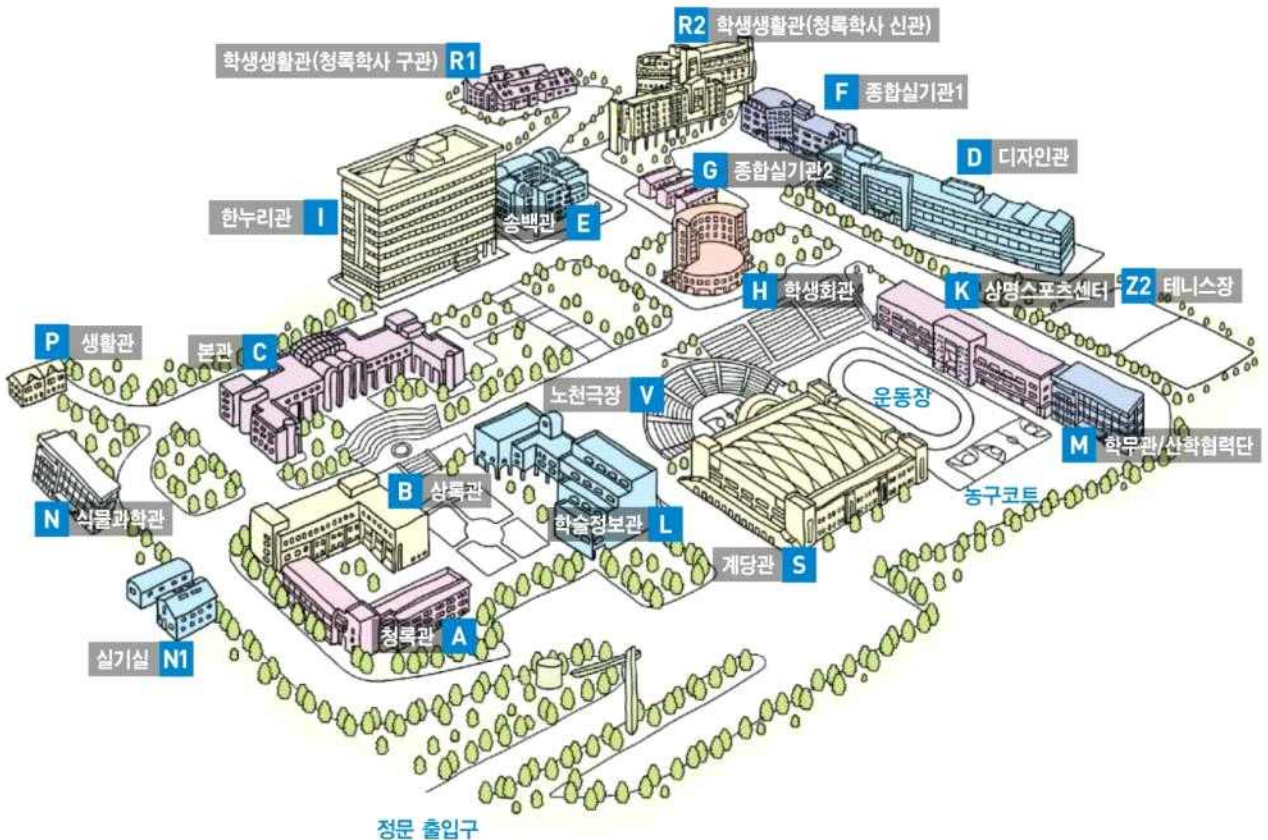 R2 학생생활관(청록학사 신관)
학생생활관(청록학사 구관) R1
F 종합실기관1
D 디자인관
G 종합실기관2
한누리관 I
송백관 E
H 학생회관
K 상명스포츠센터
Z2 테니스장
P 생활관
본관 C
노천극장 V
운동장
M 학무관/산학협력단
B 상록관
농구코트
N 식물과학관
학술정보관 L
계당관 S
청록관 A
실기실 N1
정문 출입구